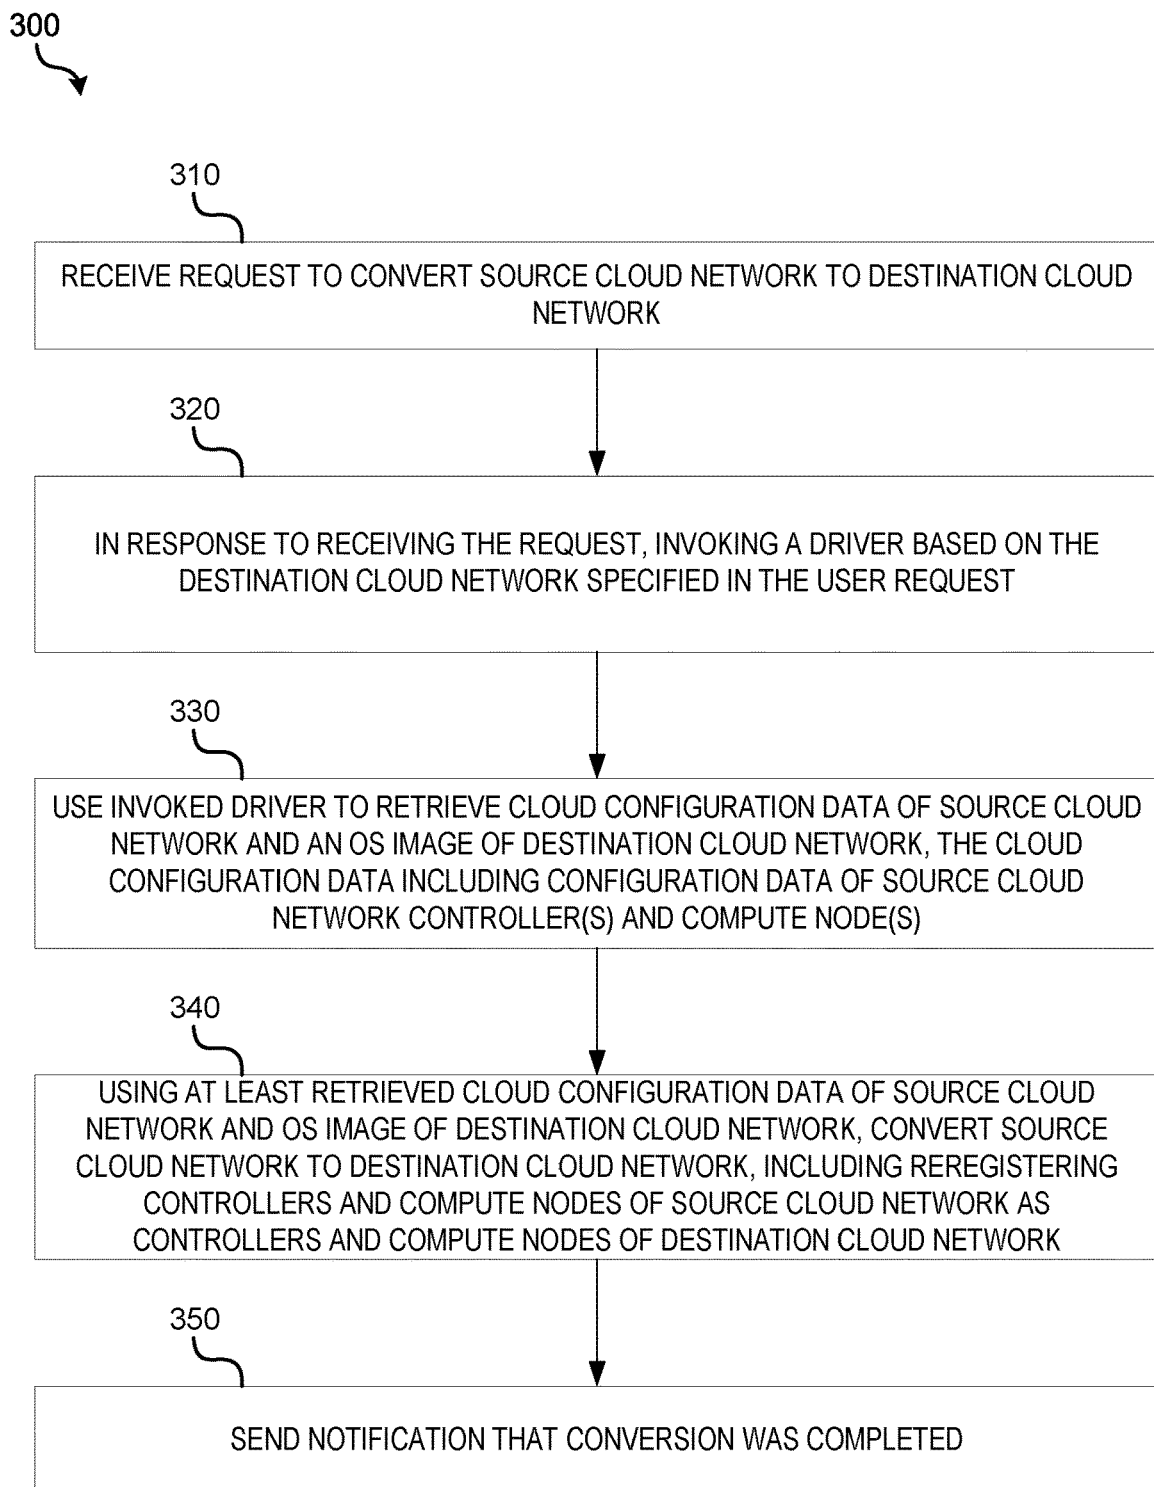 300
310
RECEIVE REQUEST TO CONVERT SOURCE CLOUD NETWORK TO DESTINATION CLOUD
NETWORK
320
IN RESPONSE TO RECEIVING THE REQUEST, INVOKING A DRIVER BASED ON THE
DESTINATION CLOUD NETWORK SPECIFIED IN THE USER REQUEST
330
USE INVOKED DRIVER TO RETRIEVE CLOUD CONFIGURATION DATA OF SOURCE CLOUD
NETWORK AND AN OS IMAGE OF DESTINATION CLOUD NETWORK, THE CLOUD
CONFIGURATION DATA INCLUDING CONFIGURATION DATA OF SOURCE CLOUD
NETWORK CONTROLLER(S) AND COMPUTE NODE(S)
340
USING AT LEAST RETRIEVED CLOUD CONFIGURATION DATA OF SOURCE CLOUD
NETWORK AND OS IMAGE OF DESTINATION CLOUD NETWORK, CONVERT SOURCE
CLOUD NETWORK TO DESTINATION CLOUD NETWORK, INCLUDING REREGISTERING
CONTROLLERS AND COMPUTE NODES OF SOURCE CLOUD NETWORK AS
CONTROLLERS AND COMPUTE NODES OF DESTINATION CLOUD NETWORK
350
SEND NOTIFICATION THAT CONVERSION WAS COMPLETED